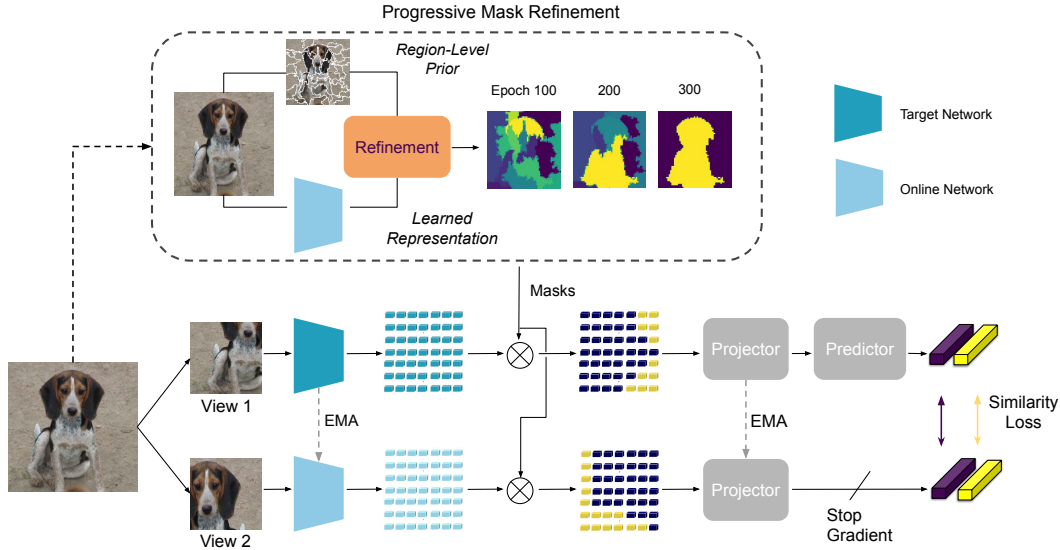 Progressive Mask Refinement
Region-Level
Prior
Epoch 100
200
300
Refinement
Learned
Representation
Target Network
Online Network
Masks
View 1
EMA
Projector
Predictor
EMA
Similarity
Loss
View 2
Projector
Stop
Gradient